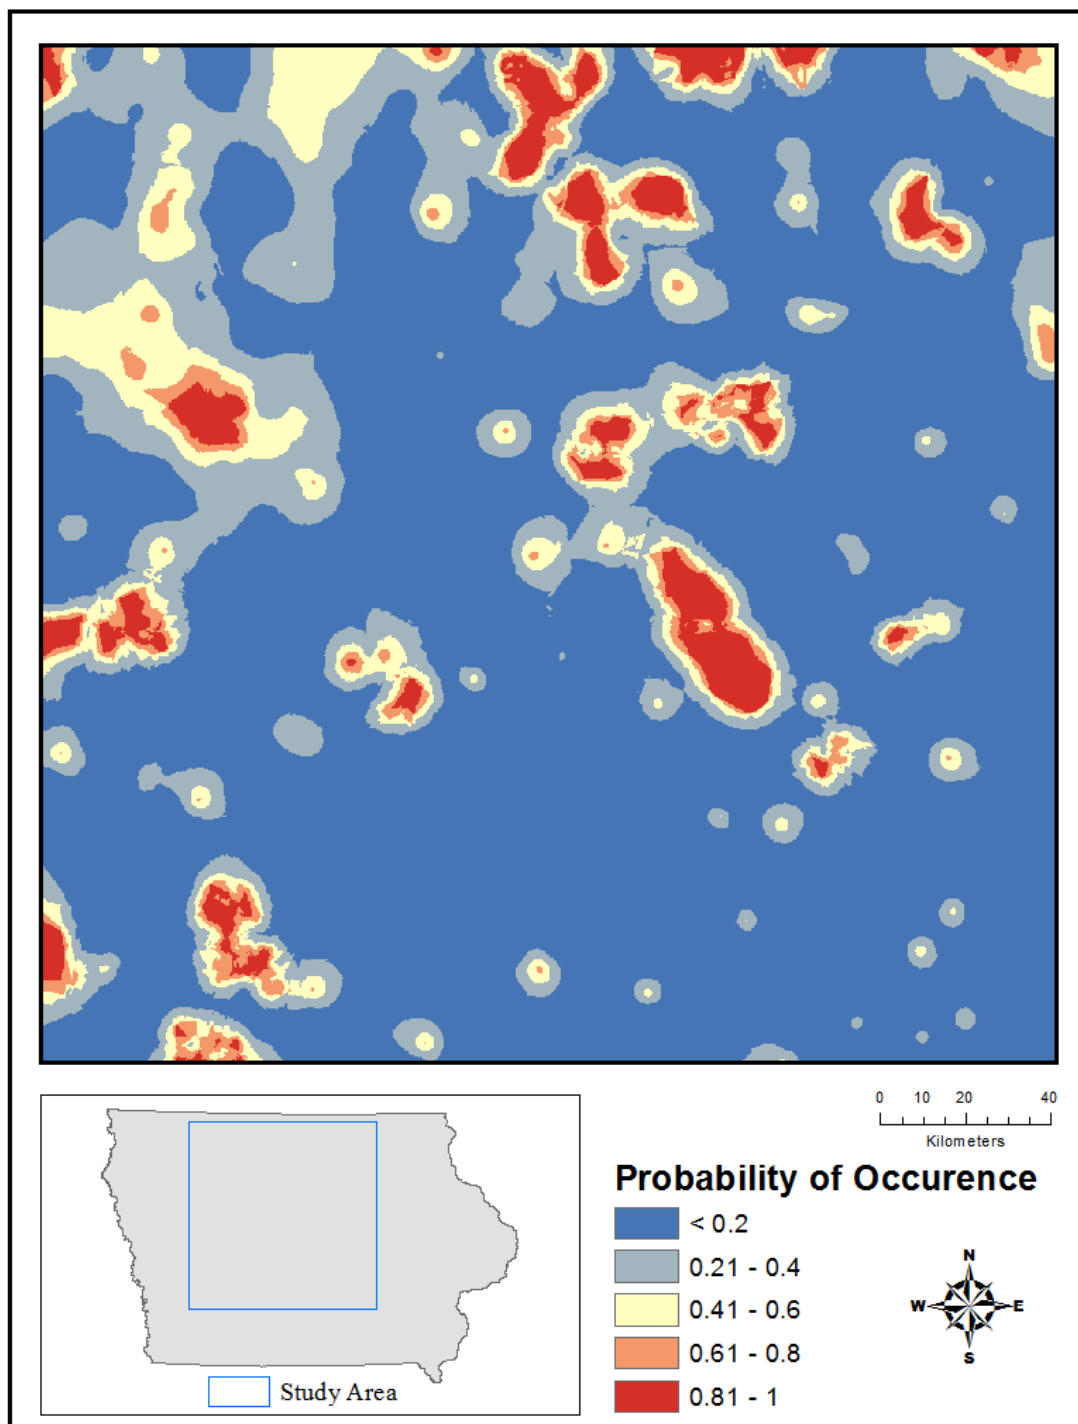 0 10 20 40
Kilometers
Probability of Occurence
< 0.2
0.21 - 0.4
0.41 - 0.6
0.61 - 0.8
0.81 - 1
N
W E
S
Study Area